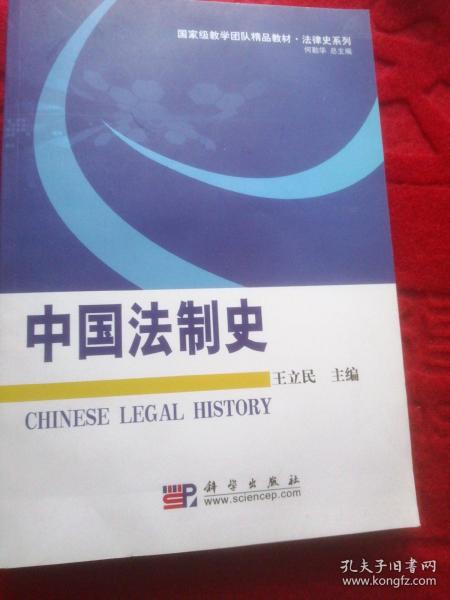 国家级教学团队精品教材·法律史系列
何勤华 总主编
中国法制史
王立民 主编
CHINESE LEGAL HISTORY
SP 科学出版社
www.sciencep.com
孔夫子旧书网
www.kongfz.com